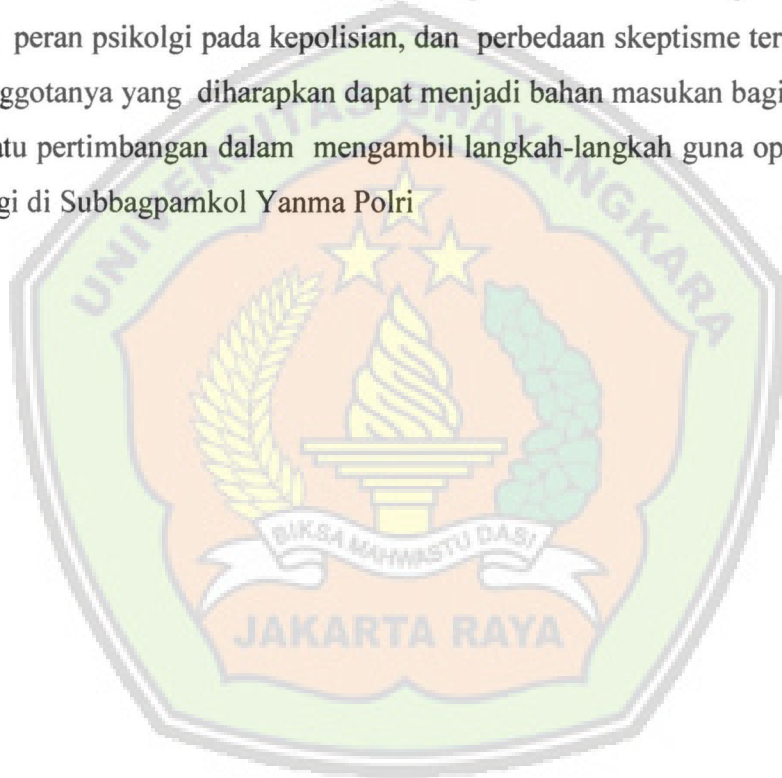 peran psikolgi pada kepolisian, dan perbedaan skeptisme ter
ggotanya yang diharapkan dapat menjadi bahan masukan bagi
tu pertimbangan dalam mengambil langkah-langkah guna op
gi di Subbagpamkol Yanma Polri
UNIVERSITAS BHAYANGKARA
BIKSA MAHWASTU DASI
JAKARTA RAYA